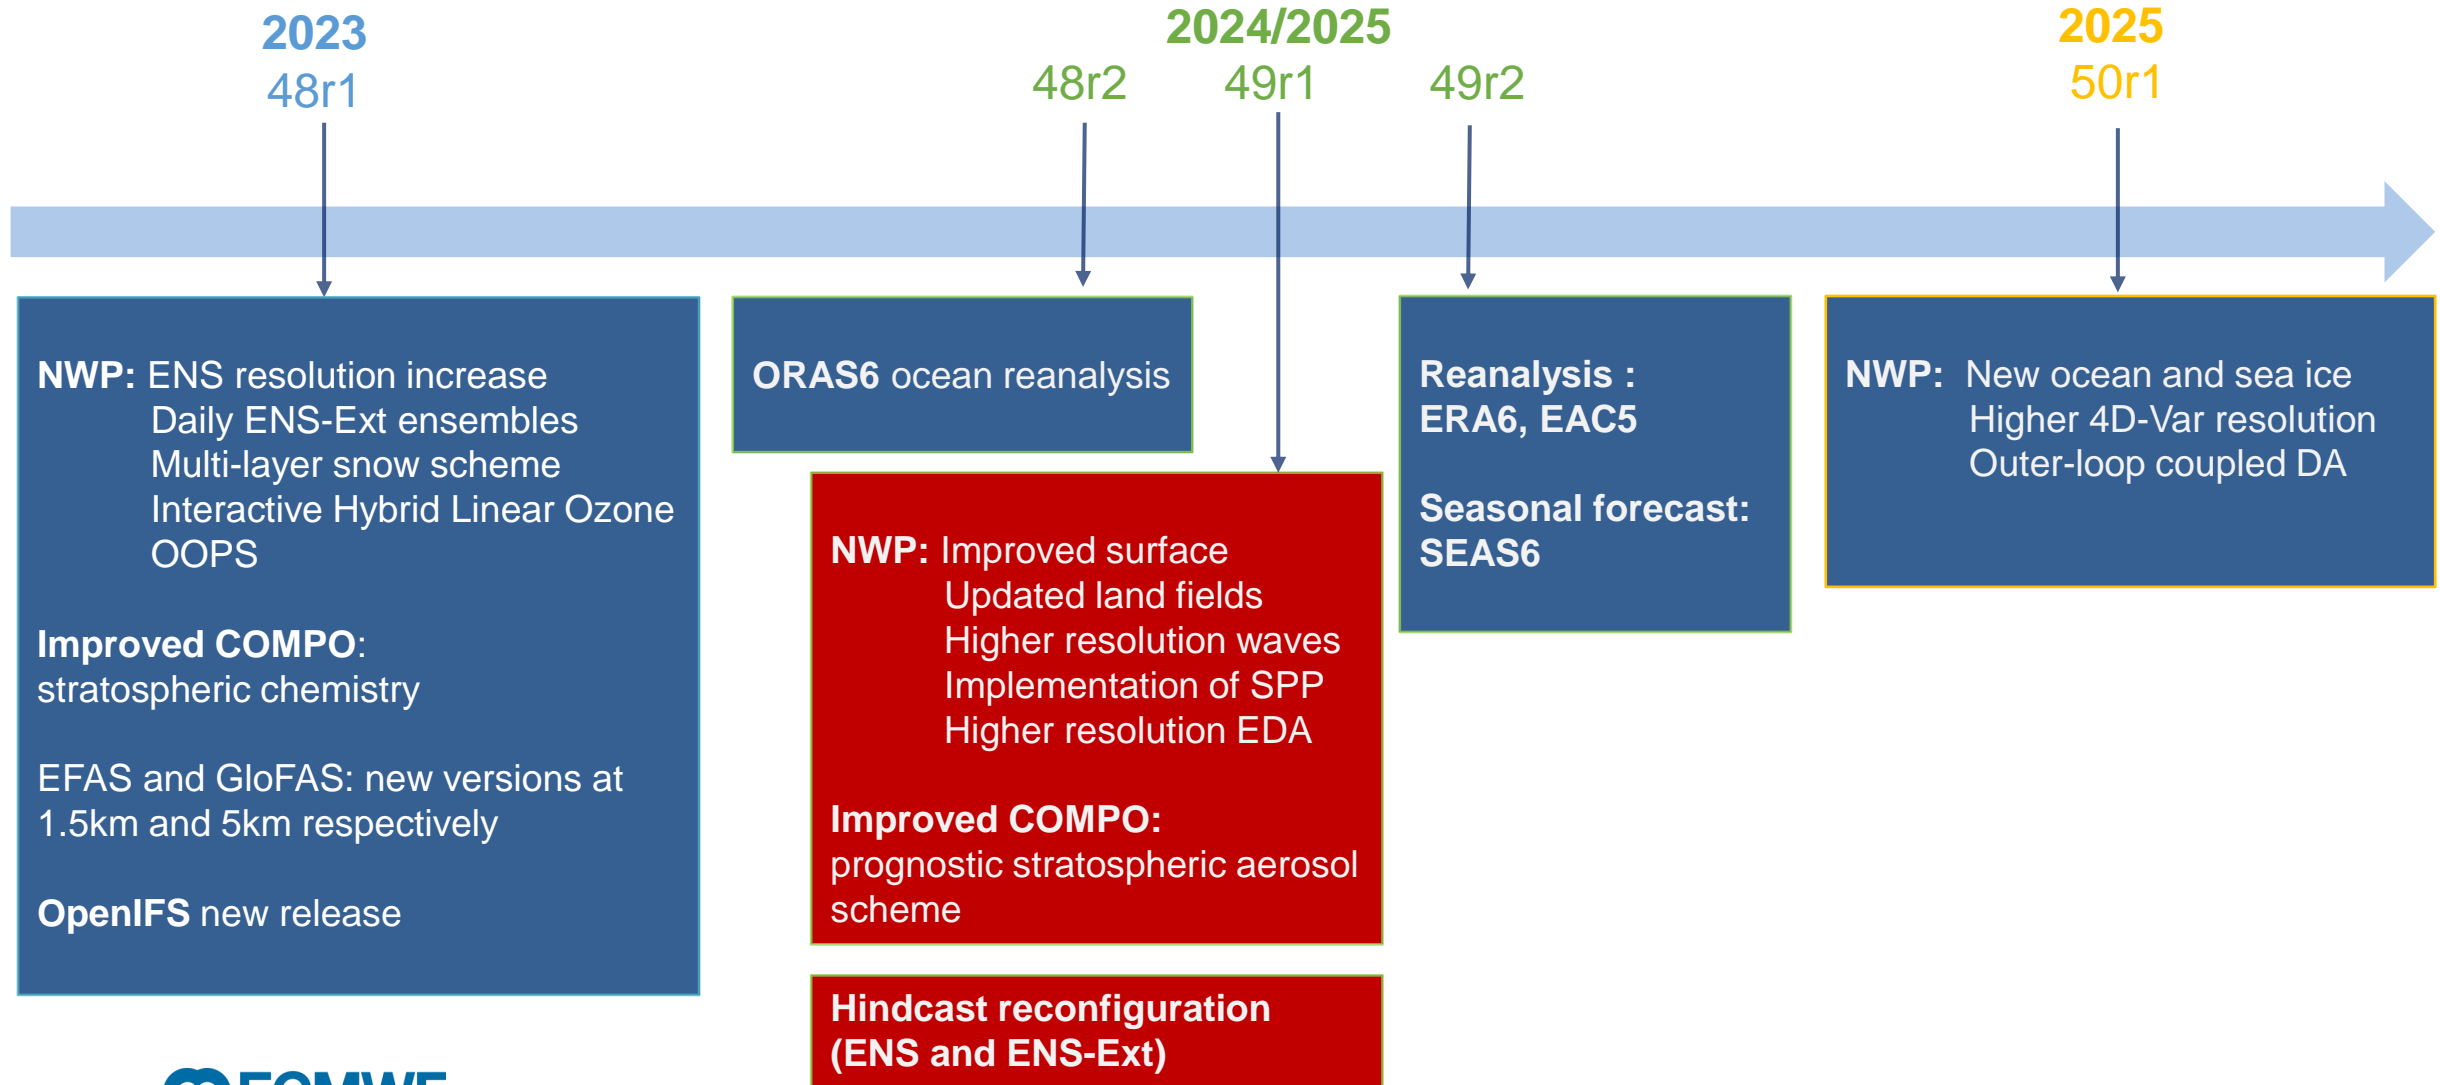 2023
48r1
2024/2025
48r2
49r1
49r2
2025
50r1
NWP: ENS resolution increase
Daily ENS-Ext ensembles
Multi-layer snow scheme
Interactive Hybrid Linear Ozone
OOPS
Improved COMPO:
stratospheric chemistry
EFAS and GloFAS: new versions at
1.5km and 5km respectively
OpenIFS new release
ORAS6 ocean reanalysis
NWP: Improved surface
Updated land fields
Higher resolution waves
Implementation of SPP
Higher resolution EDA
Improved COMPO:
prognostic stratospheric aerosol
scheme
Hindcast reconfiguration
(ENS and ENS-Ext)
Reanalysis :
ERA6, EAC5
Seasonal forecast:
SEAS6
NWP: New ocean and sea ice
Higher 4D-Var resolution
Outer-loop coupled DA
ECMWF